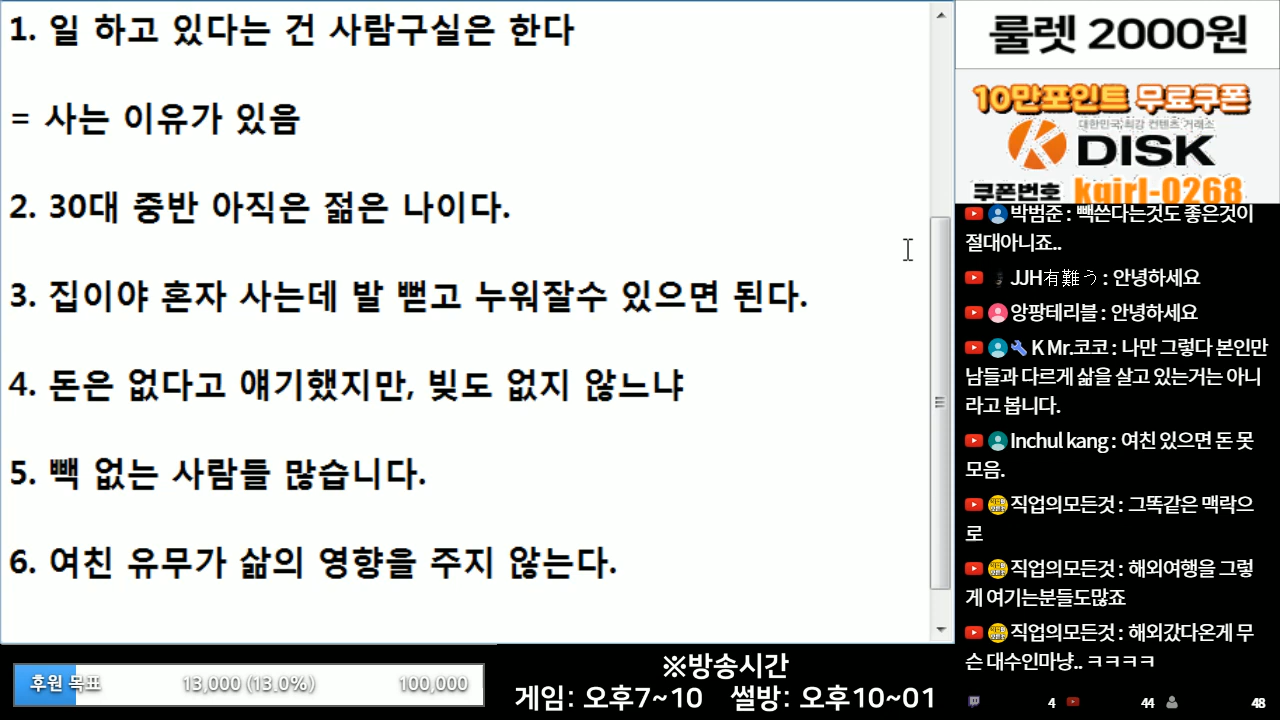 1. 일 하고 있다는 건 사람구실은 한다
= 사는 이유가 있음
2. 30대 중반 아직은 젊은 나이다.
3. 집이야 혼자 사는데 발 뻗고 누워잘수 있으면 된다.
4. 돈은 없다고 얘기했지만, 빚도 없지 않느냐
5. 빽 없는 사람들 많습니다.
6. 여친 유무가 삶의 영향을 주지 않는다.
룰렛 2000원
10만포인트 무료쿠폰
대한민국 최강 컨텐츠 거래소
K DISK
쿠폰번호 kgirl-0268
박범준 : 빽쓴다는것도 좋은것이
절대아니죠..
JJH有難う : 안녕하세요
앙팡테리블 : 안녕하세요
K Mr.코코 : 나만 그렇다 본인만
남들과 다르게 삶을 살고 있는거는 아니
라고 봅니다.
Inchul kang : 여친 있으면 돈 못
모음.
직업의모든것 : 그똑같은 맥락으
로
직업의모든것 : 해외여행을 그렇
게 여기는분들도많죠
직업의모든것 : 해외갔다온게 무
슨 대수인마냥.. ㅋㅋㅋㅋ
4 44 48
후원 목표 13,000 (13.0%) 100,000
※방송시간
게임: 오후7~10 썰방: 오후10~01